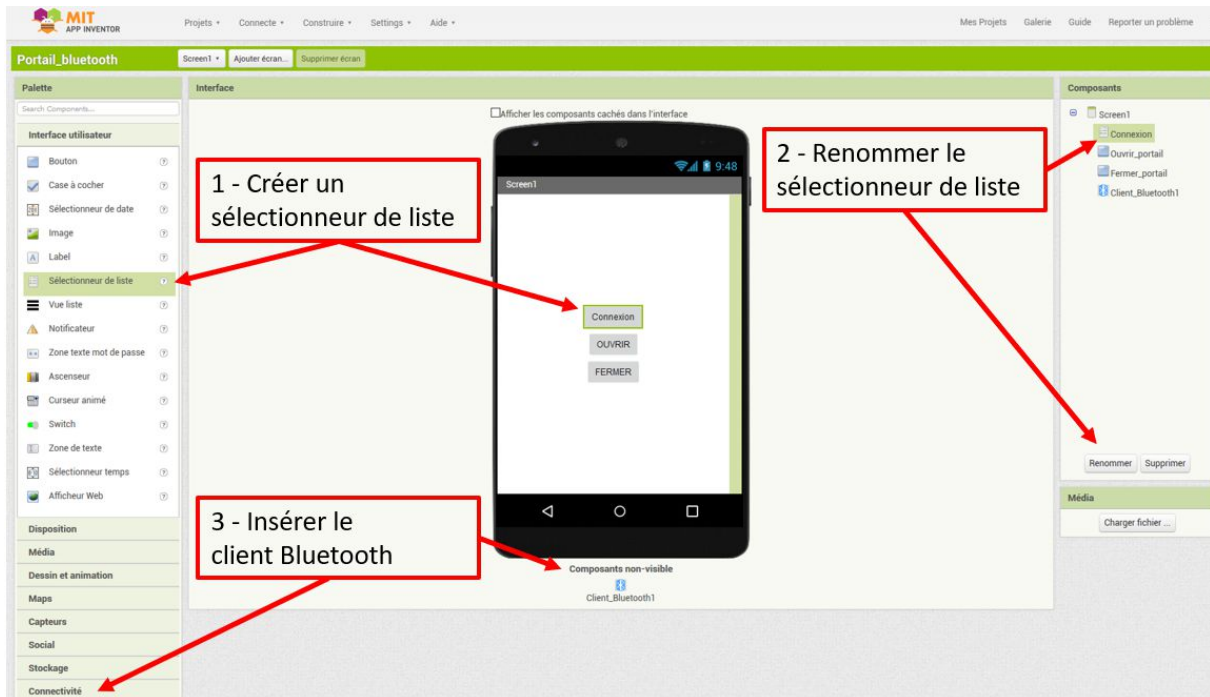 MIT
APP INVENTOR
Projets Connecte Construire Settings Aide
Mes Projets Galerie Guide Reporter un problème
Portail_bluetooth
Screen1 Ajouter écran... Supprimer écran
Palette
Search Components...
Interface utilisateur
Bouton
Case à cocher
Sélectionneur de date
Image
Label
Sélectionneur de liste
Vue liste
Notificateur
Zone texte mot de passe
Ascenseur
Curseur animé
Switch
Zone de texte
Sélectionneur temps
Afficheur Web
Disposition
Média
Dessin et animation
Maps
Capteurs
Social
Stockage
Connectivité
Interface
Afficher les composants cachés dans l'interface
9:48
Screen1
Connexion
OUVRIR
FERMER
Composants non-visible
Client_Bluetooth1
1 - Créer un
sélectionneur de liste
2 - Renommer le
sélectionneur de liste
3 - Insérer le
client Bluetooth
Composants
Screen1
Connexion
Ouvrir_portail
Fermer_portail
Client_Bluetooth1
Renommer Supprimer
Média
Charger fichier ...